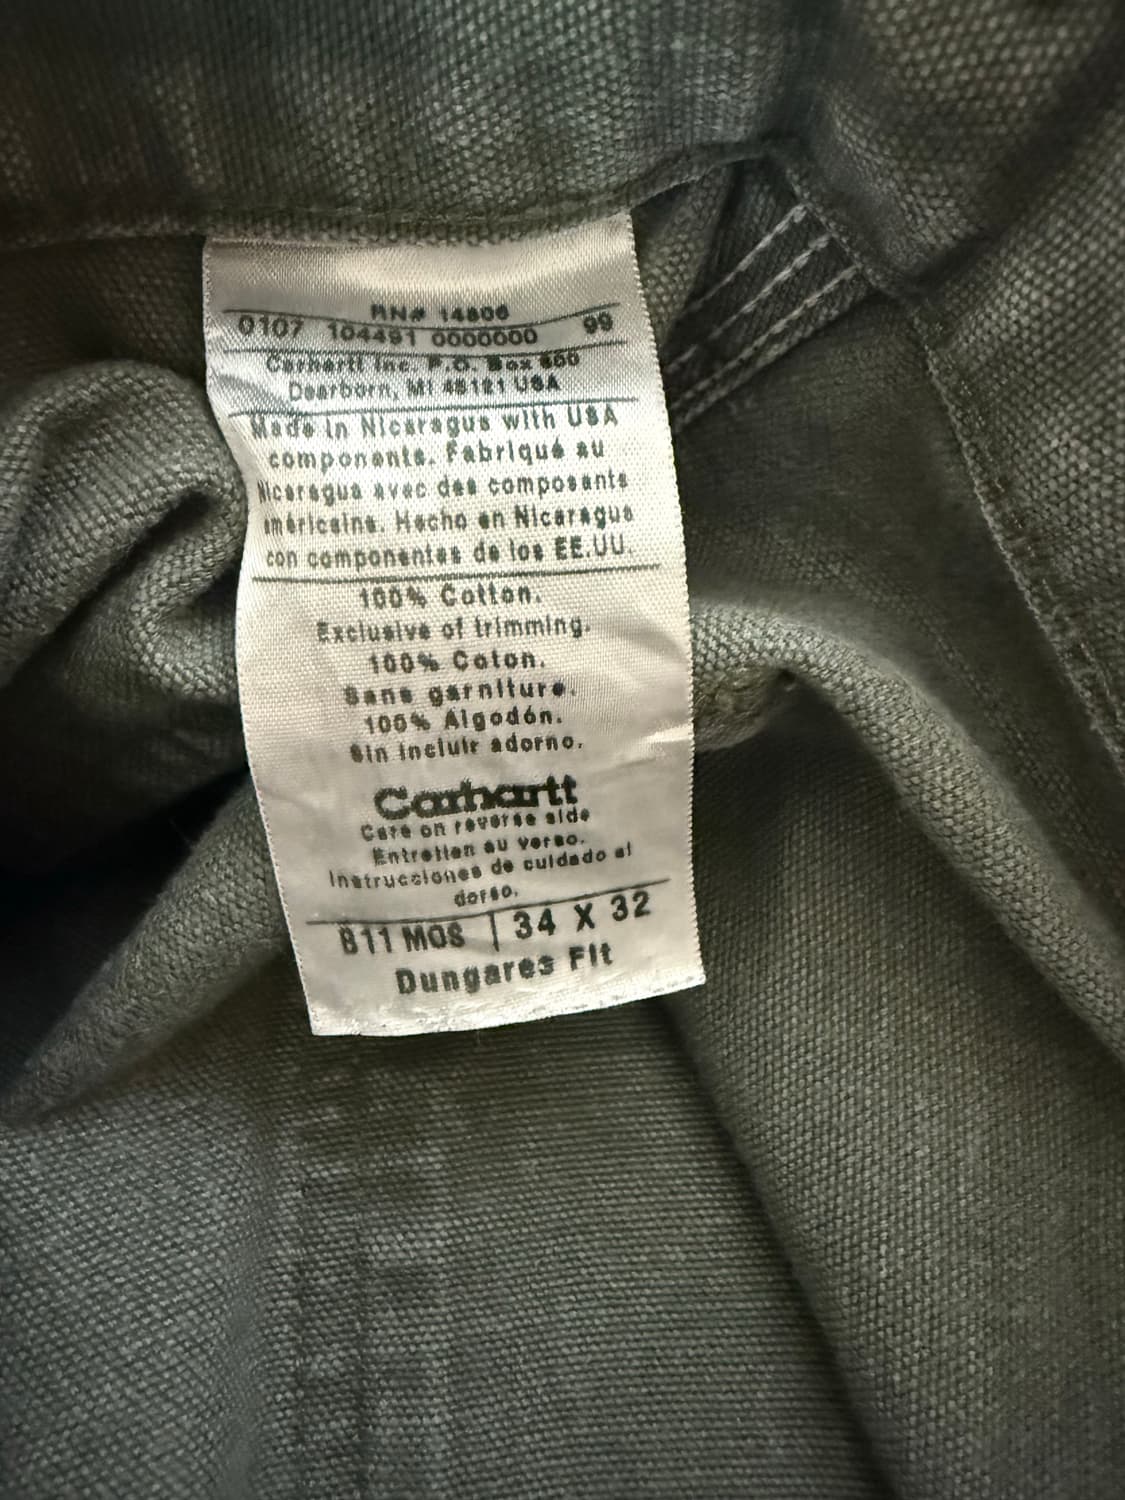 RN# 14806
0107 104491 0000000 99
Carhartt Inc. P.O. Box 600
Dearborn, MI 48121 USA
Made in Nicaragua with USA
components. Fabriqué au
Nicaragua avec des composants
américains. Hecho en Nicaragua
con componentes de los EE.UU.
100% Cotton.
Exclusive of trimming.
100% Coton.
Sans garniture.
100% Algodón.
Sin incluir adorno.
Carhartt
Care on reverse side
Entretien au verso.
Instrucciones de cuidado al
dorso.
B11 MOS | 34 X 32
Dungaree Fit